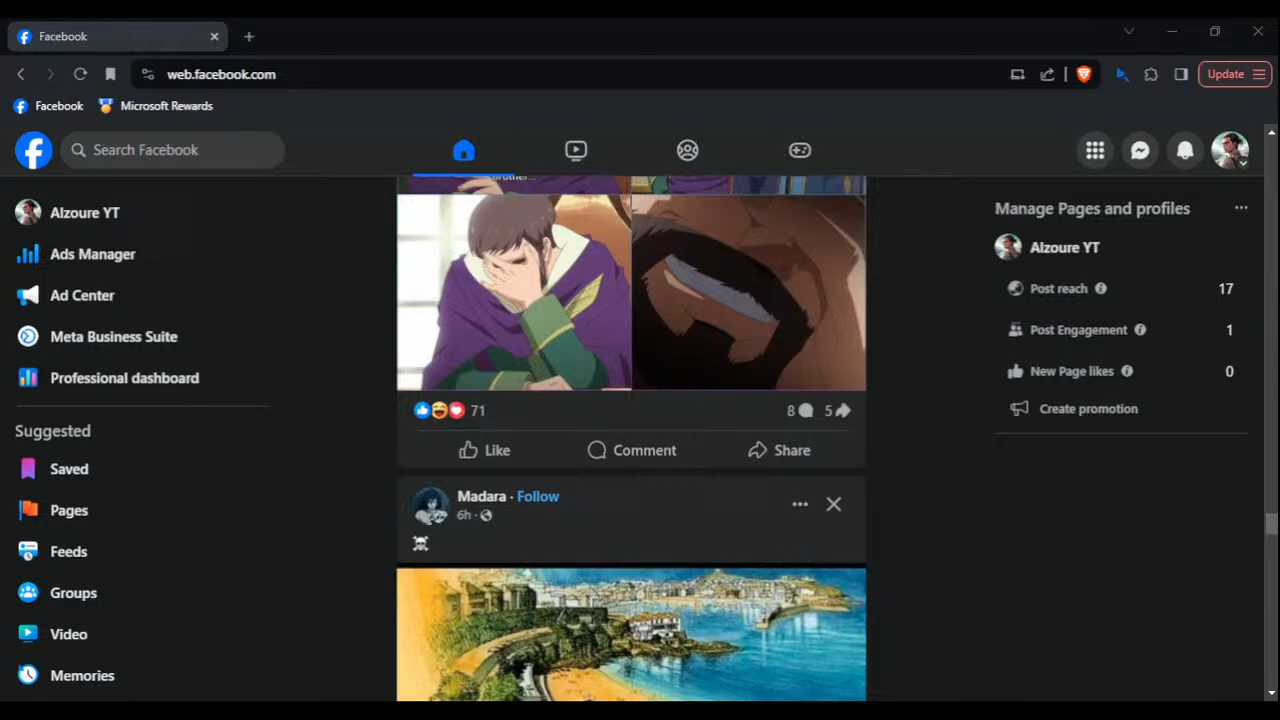 Facebook
web.facebook.com
Update
Facebook
Microsoft Rewards
Search Facebook
Alzoure YT
Ads Manager
Ad Center
Meta Business Suite
Professional dashboard
Suggested
Saved
Pages
Feeds
Groups
Video
Memories
brother...
71
8
5
Like
Comment
Share
Madara · Follow
6h ·
Manage Pages and profiles
Alzoure YT
Post reach
17
Post Engagement
1
New Page likes
0
Create promotion